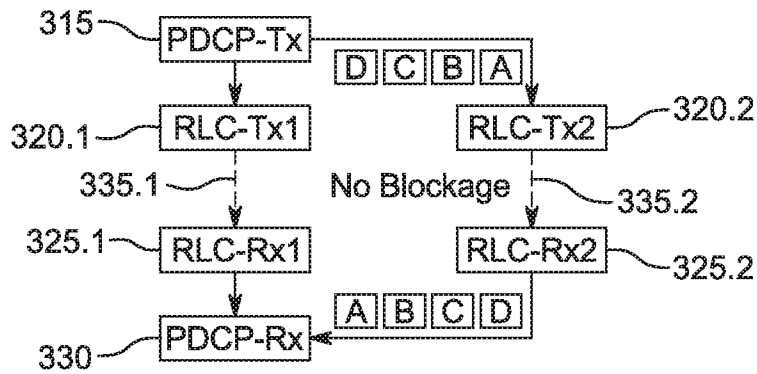 315
PDCP-Tx
D C B A
320.1
RLC-Tx1
RLC-Tx2
320.2
335.1
No Blockage
335.2
325.1
RLC-Rx1
RLC-Rx2
325.2
A B C D
330
PDCP-Rx